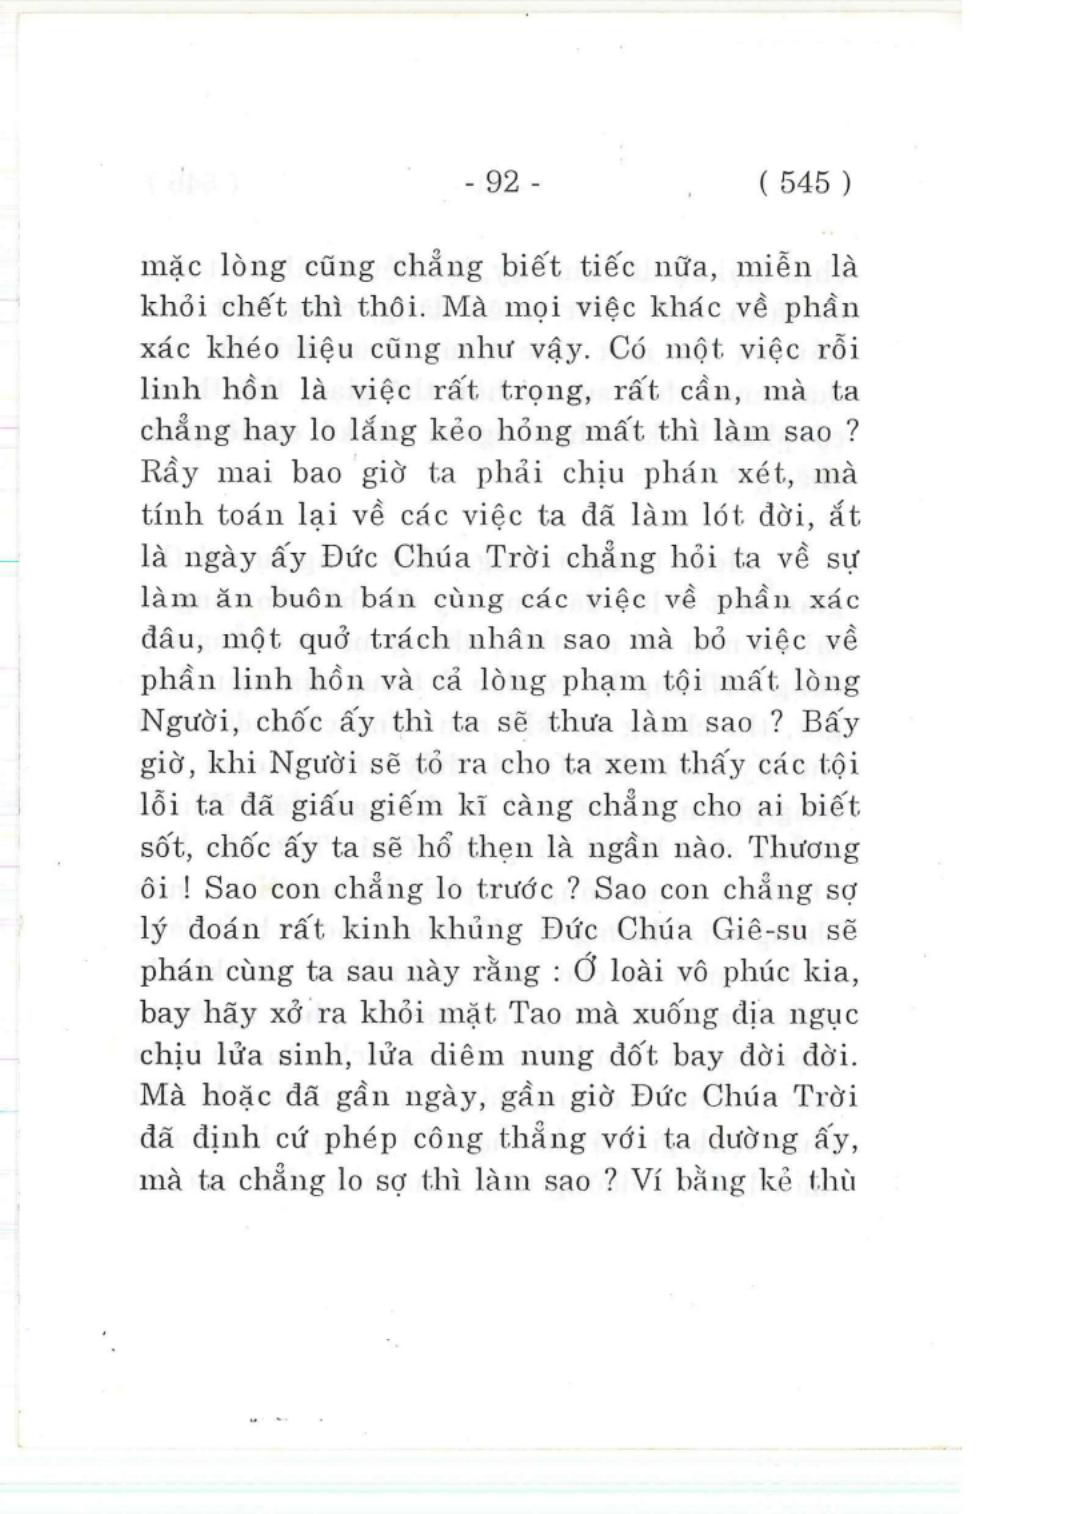 - 92 - ( 545 )
mặc lòng cũng chẳng biết tiếc nữa, miễn là
khỏi chết thì thôi. Mà mọi việc khác về phần
xác khéo liệu cũng như vậy. Có một việc rỗi
linh hồn là việc rất trọng, rất cần, mà ta
chẳng hay lo lắng kẻo hỏng mất thì làm sao ?
Rầy mai bao giờ ta phải chịu phán xét, mà
tính toán lại về các việc ta đã làm lót đời, ắt
là ngày ấy Đức Chúa Trời chẳng hỏi ta về sự
làm ăn buôn bán cùng các việc về phần xác
đâu, một quở trách nhân sao mà bỏ việc về
phần linh hồn và cả lòng phạm tội mất lòng
Người, chốc ấy thì ta sẽ thưa làm sao ? Bấy
giờ, khi Người sẽ tỏ ra cho ta xem thấy các tội
lỗi ta đã giấu giếm kĩ càng chẳng cho ai biết
sốt, chốc ấy ta sẽ hổ thẹn là ngần nào. Thương
ôi ! Sao con chẳng lo trước ? Sao con chẳng sợ
lý đoán rất kinh khủng Đức Chúa Giê-su sẽ
phán cùng ta sau này rằng : Ớ loài vô phúc kia,
bay hãy xở ra khỏi mặt Tao mà xuống địa ngục
chịu lửa sinh, lửa diêm nung đốt bay đời đời.
Mà hoặc đã gần ngày, gần giờ Đức Chúa Trời
đã định cứ phép công thẳng với ta dường ấy,
mà ta chẳng lo sợ thì làm sao ? Ví bằng kẻ thù